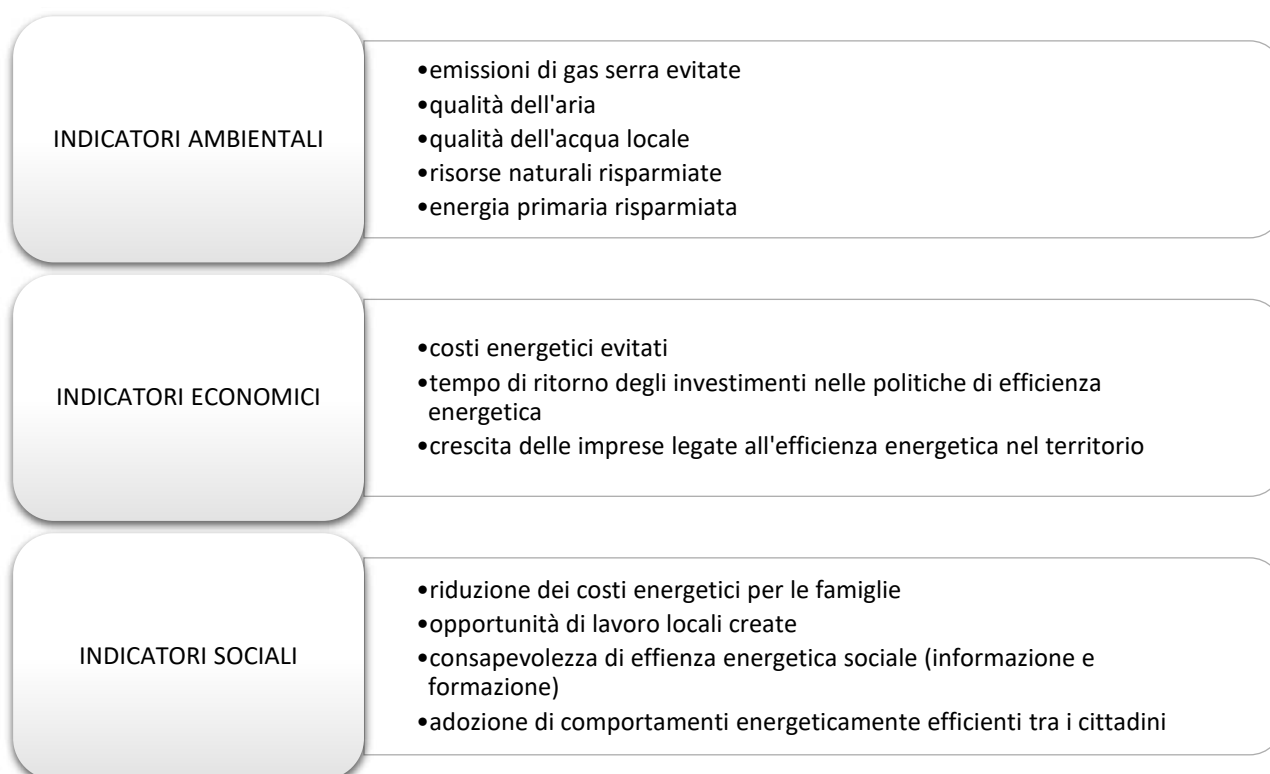 INDICATORI AMBIENTALI
•emissioni di gas serra evitate
•qualità dell'aria
•qualità dell'acqua locale
•risorse naturali risparmiate
•energia primaria risparmiata
INDICATORI ECONOMICI
•costi energetici evitati
•tempo di ritorno degli investimenti nelle politiche di efficienza
energetica
•crescita delle imprese legate all'efficienza energetica nel territorio
INDICATORI SOCIALI
•riduzione dei costi energetici per le famiglie
•opportunità di lavoro locali create
•consapevolezza di effienza energetica sociale (informazione e
formazione)
•adozione di comportamenti energeticamente efficienti tra i cittadini